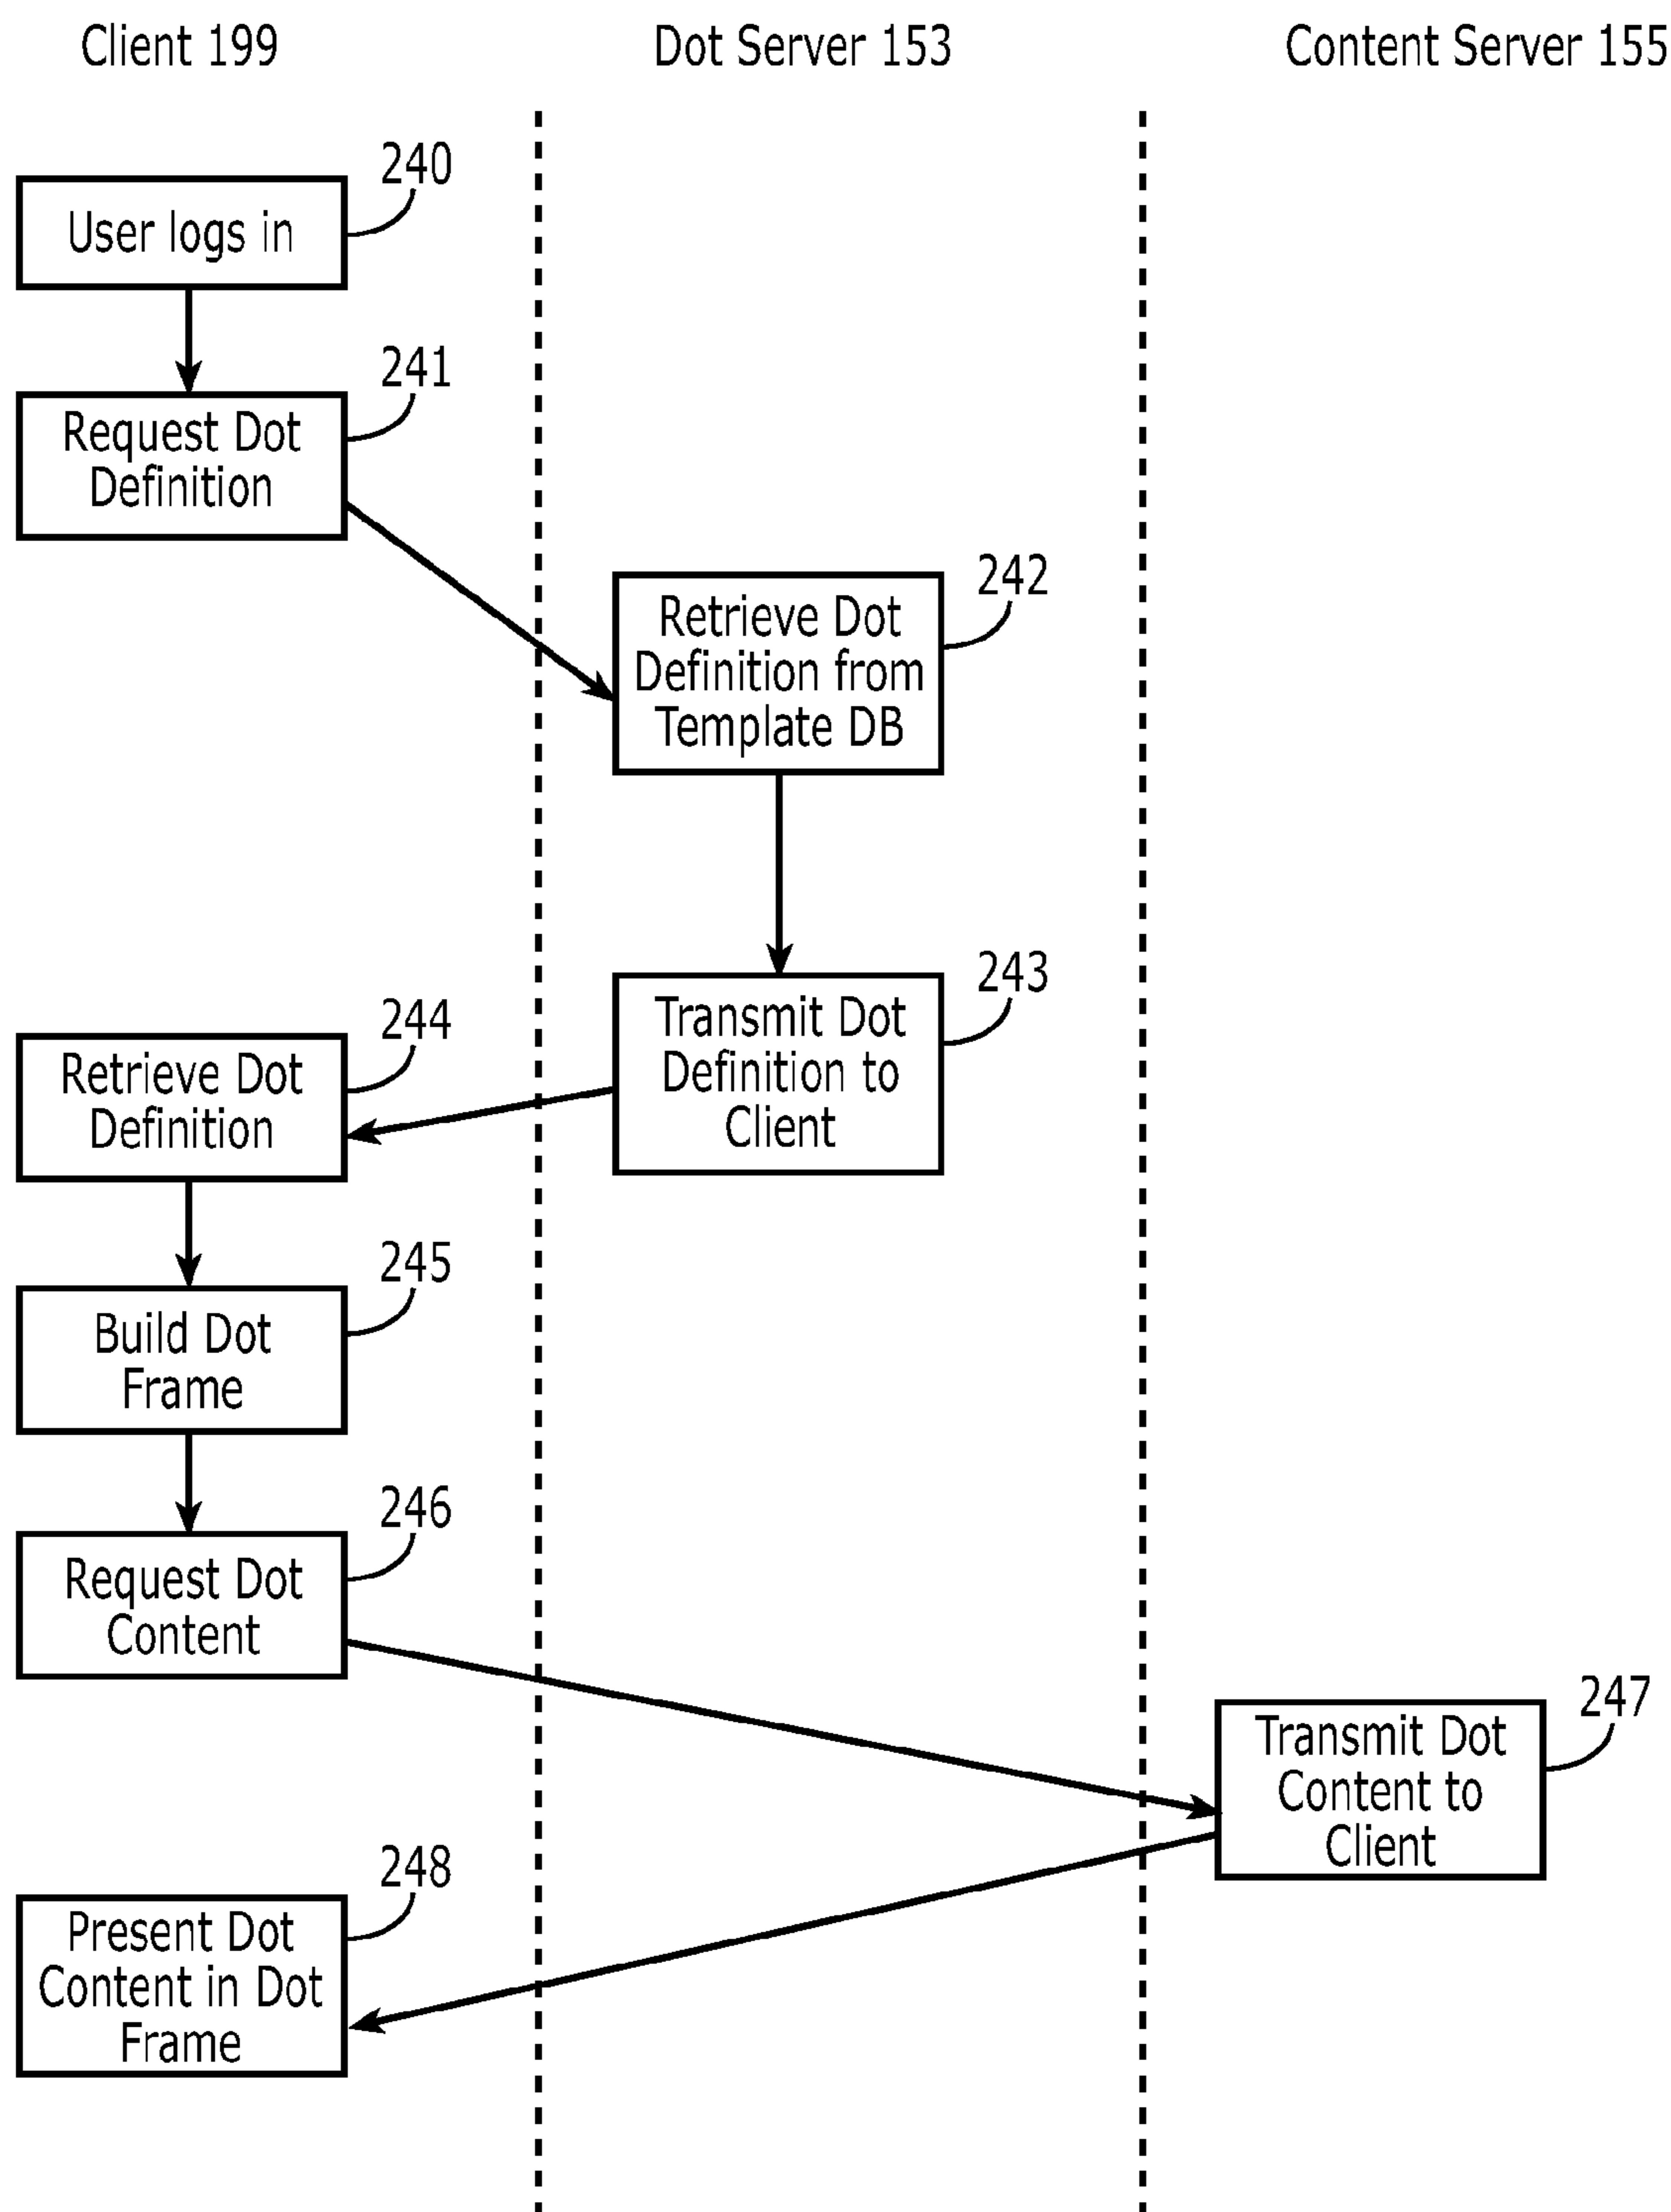 Client 199
Dot Server 153
Content Server 155
240
User logs in
241
Request Dot
Definition
242
Retrieve Dot
Definition from
Template DB
243
Transmit Dot
Definition to
Client
244
Retrieve Dot
Definition
245
Build Dot
Frame
246
Request Dot
Content
247
Transmit Dot
Content to
Client
248
Present Dot
Content in Dot
Frame